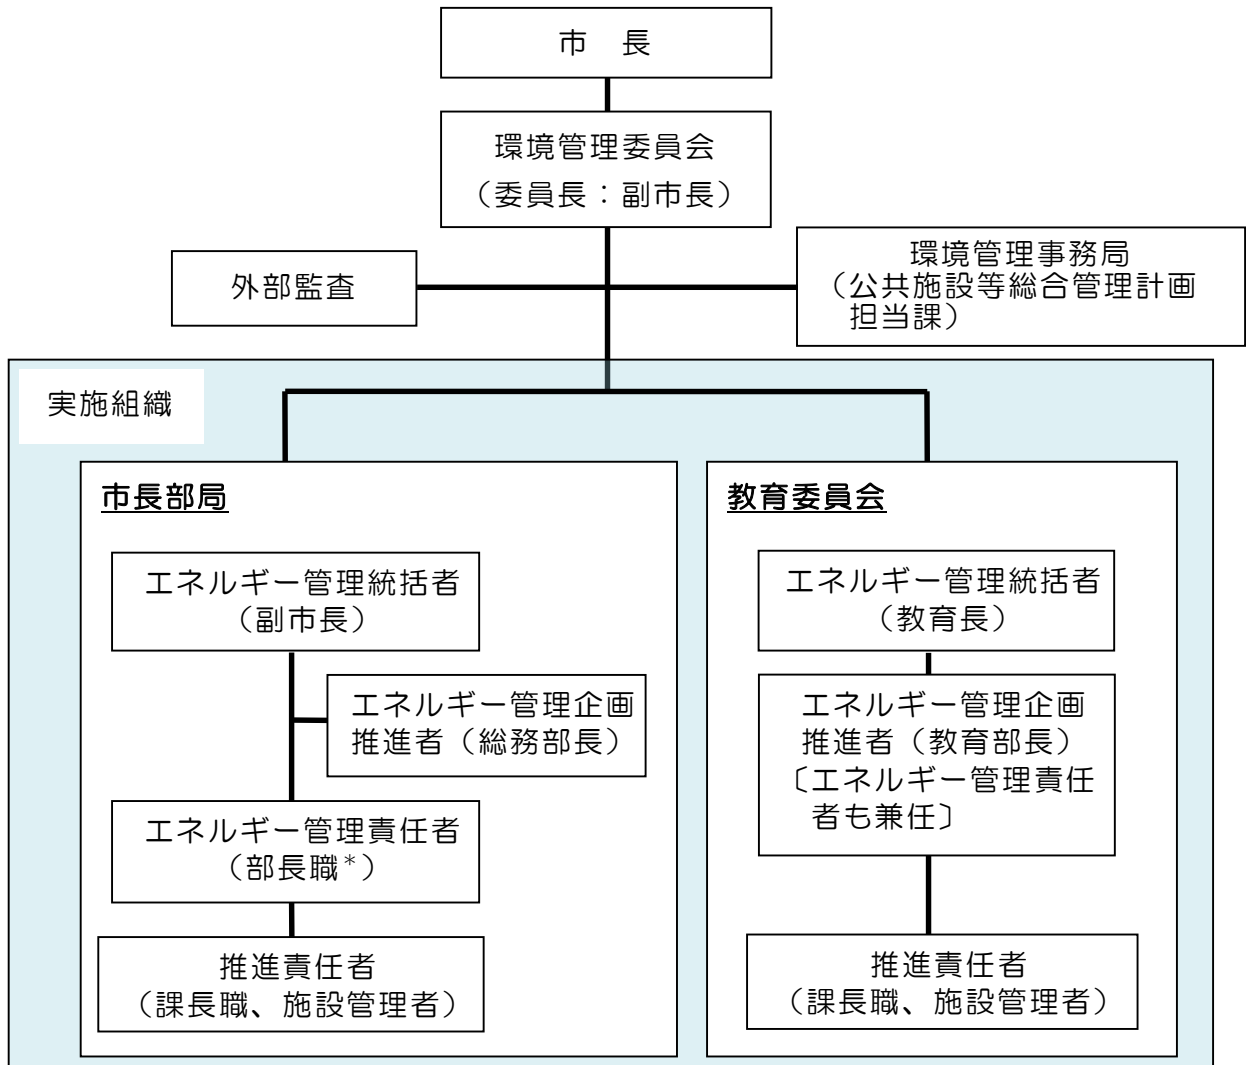 市　長
環境管理委員会
（委員長：副市長）
外部監査
環境管理事務局
（公共施設等総合管理計画
担当課）
実施組織
市長部局
エネルギー管理統括者
（副市長）
エネルギー管理企画
推進者（総務部長）
エネルギー管理責任者
（部長職*）
推進責任者
（課長職、施設管理者）
教育委員会
エネルギー管理統括者
（教育長）
エネルギー管理企画
推進者（教育部長）
〔エネルギー管理責任
者も兼任〕
推進責任者
（課長職、施設管理者）